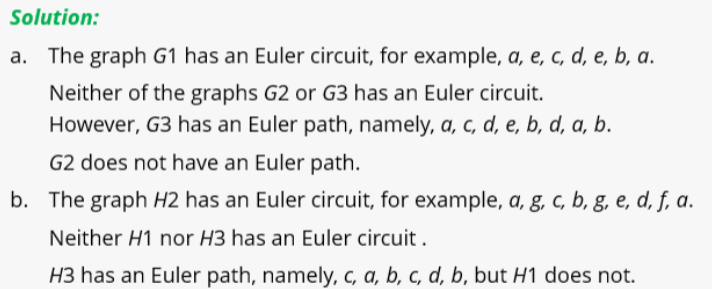 Solution:
a. The graph G1 has an Euler circuit, for example, a, e, c, d, e, b, a.
Neither of the graphs G2 or G3 has an Euler circuit.
However, G3 has an Euler path, namely, a, c, d, e, b, d, a, b.
G2 does not have an Euler path.
b. The graph H2 has an Euler circuit, for example, a, g, c, b, g, e, d, f, a.
Neither H1 nor H3 has an Euler circuit .
H3 has an Euler path, namely, c, a, b, c, d, b, but H1 does not.